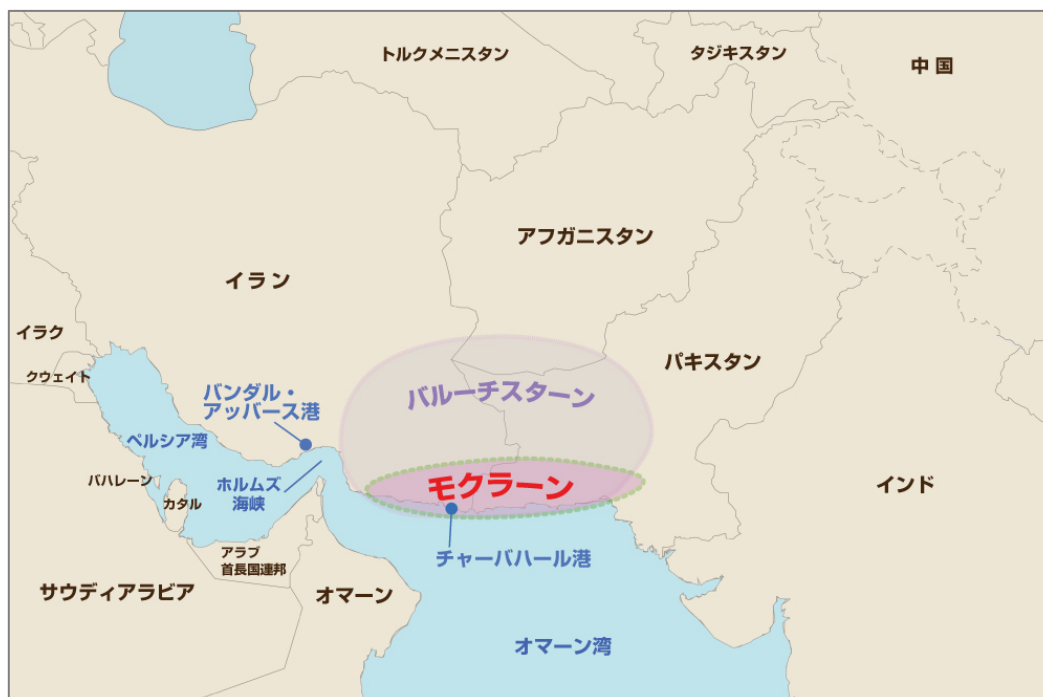 トルクメニスタン
タジキスタン
中国
アフガニスタン
イラン
イラク
クウェイト
パキスタン
バルーチスターン
バンダル・
アッバース港
ペルシア湾
バハレーン
カタル
ホルムズ
海峡
モクラーン
インド
チャーバハール港
アラブ
首長国連邦
サウディアラビア
オマーン
オマーン湾